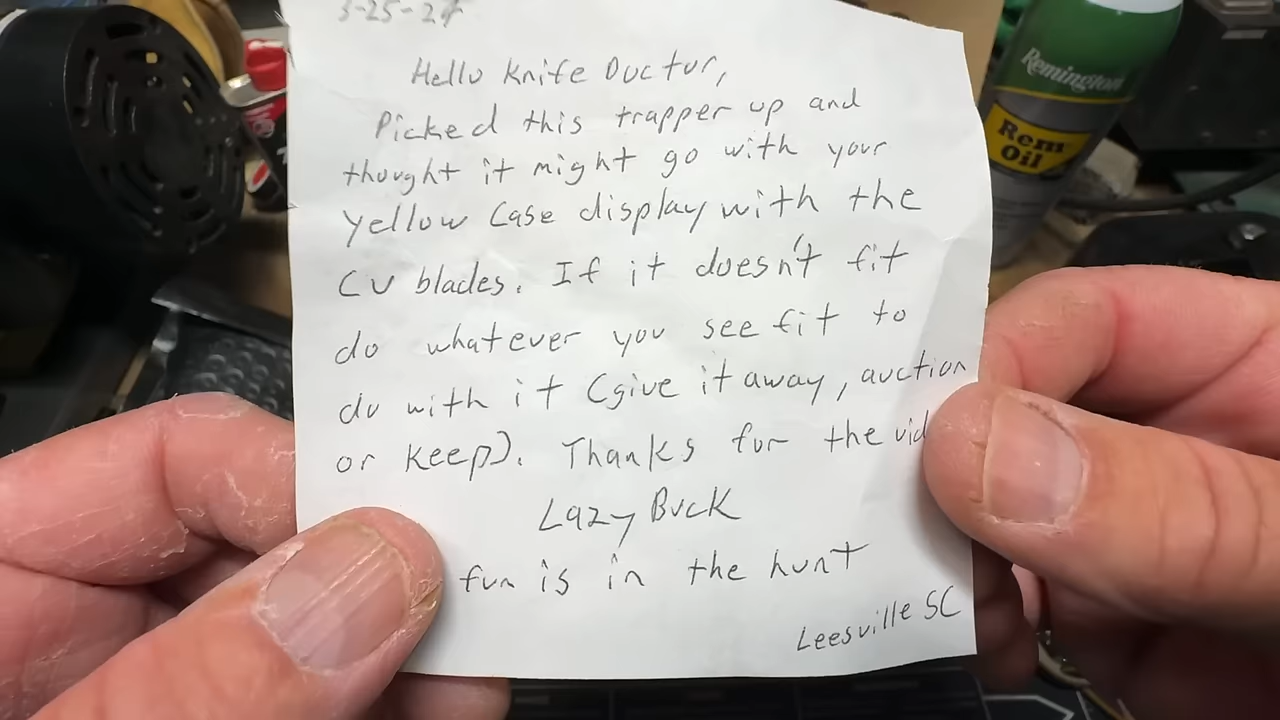 3-25-24
Hello Knife Doctor,
Picked this trapper up and
thought it might go with your
yellow Case display with the
CV blades. If it doesn't fit
do whatever you see fit to
do with it (give it away, auction
or keep). Thanks for the vid
Lazy Buck
fun is in the hunt
Leesville SC
Remington
Rem
Oil